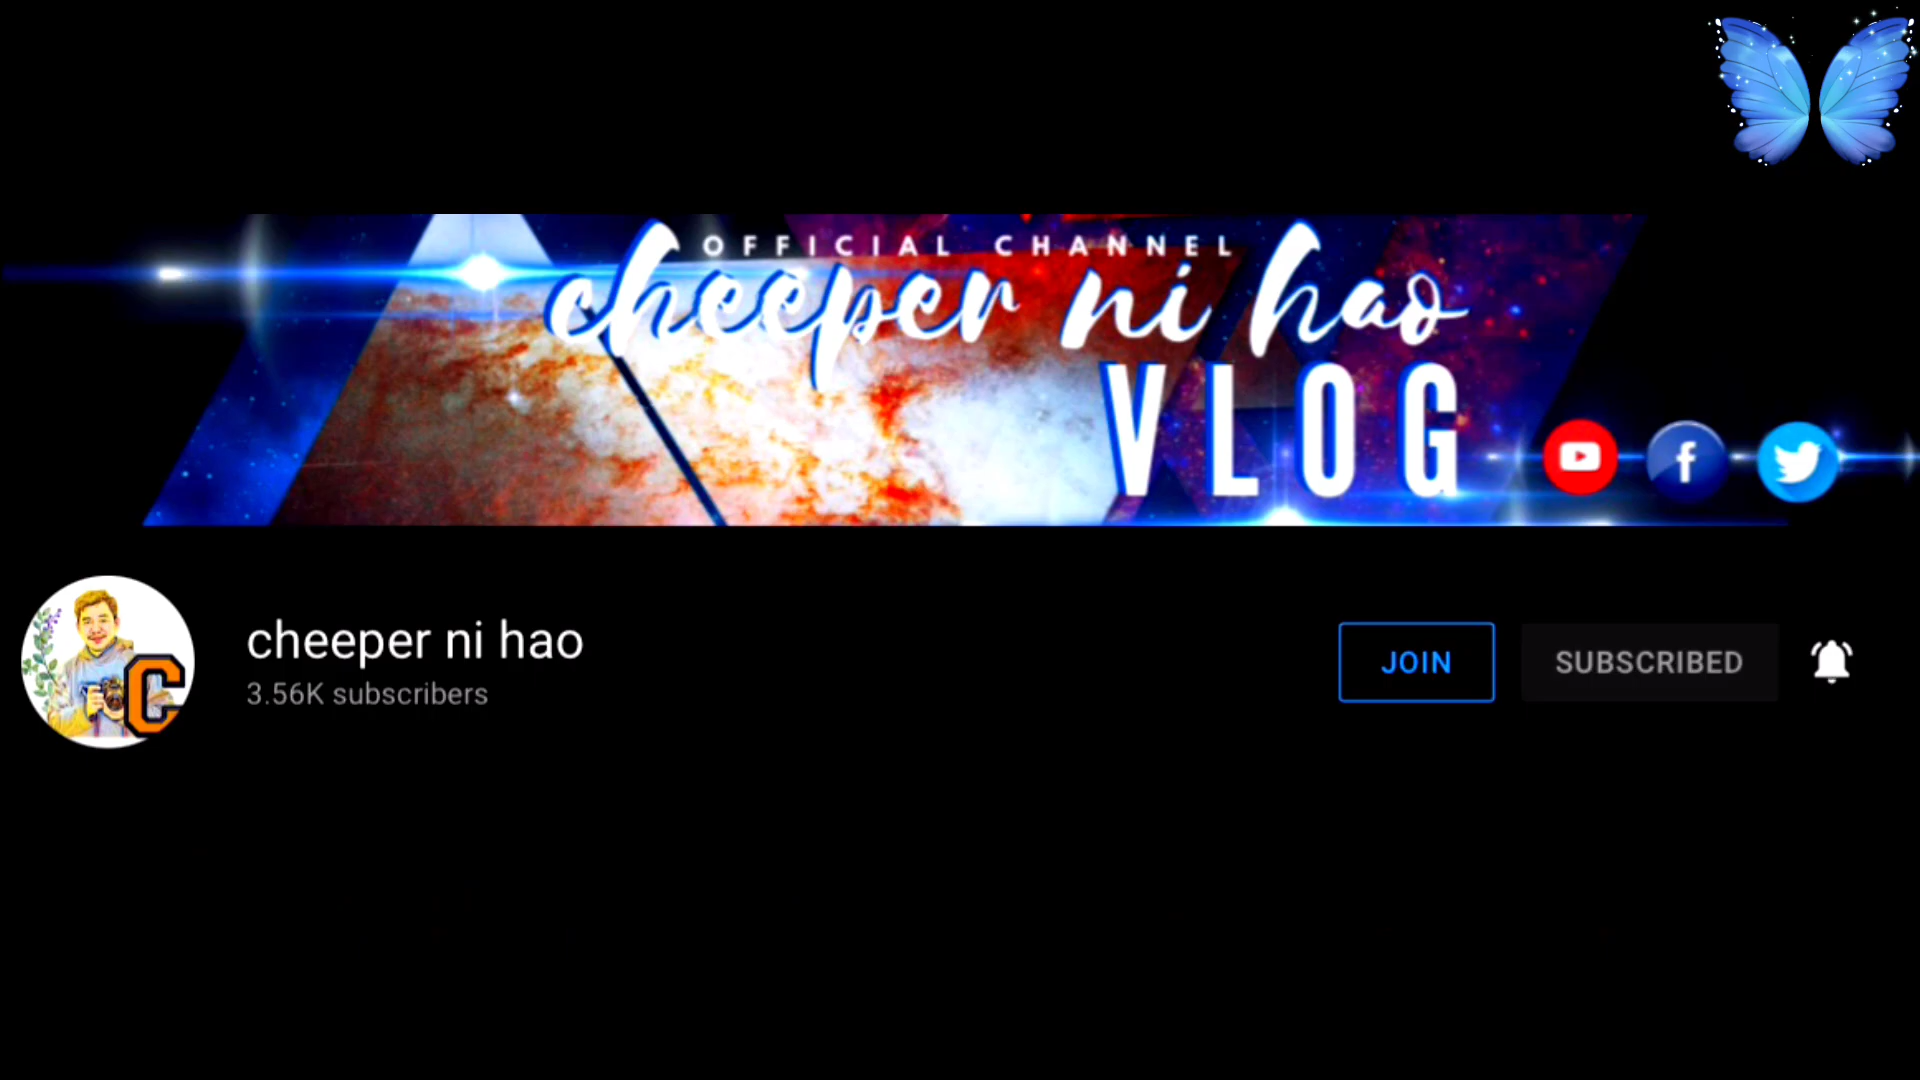 OFFICIAL CHANNEL
cheeper ni hao
VLOG
f
C
cheeper ni hao
3.56K subscribers
JOIN
SUBSCRIBED